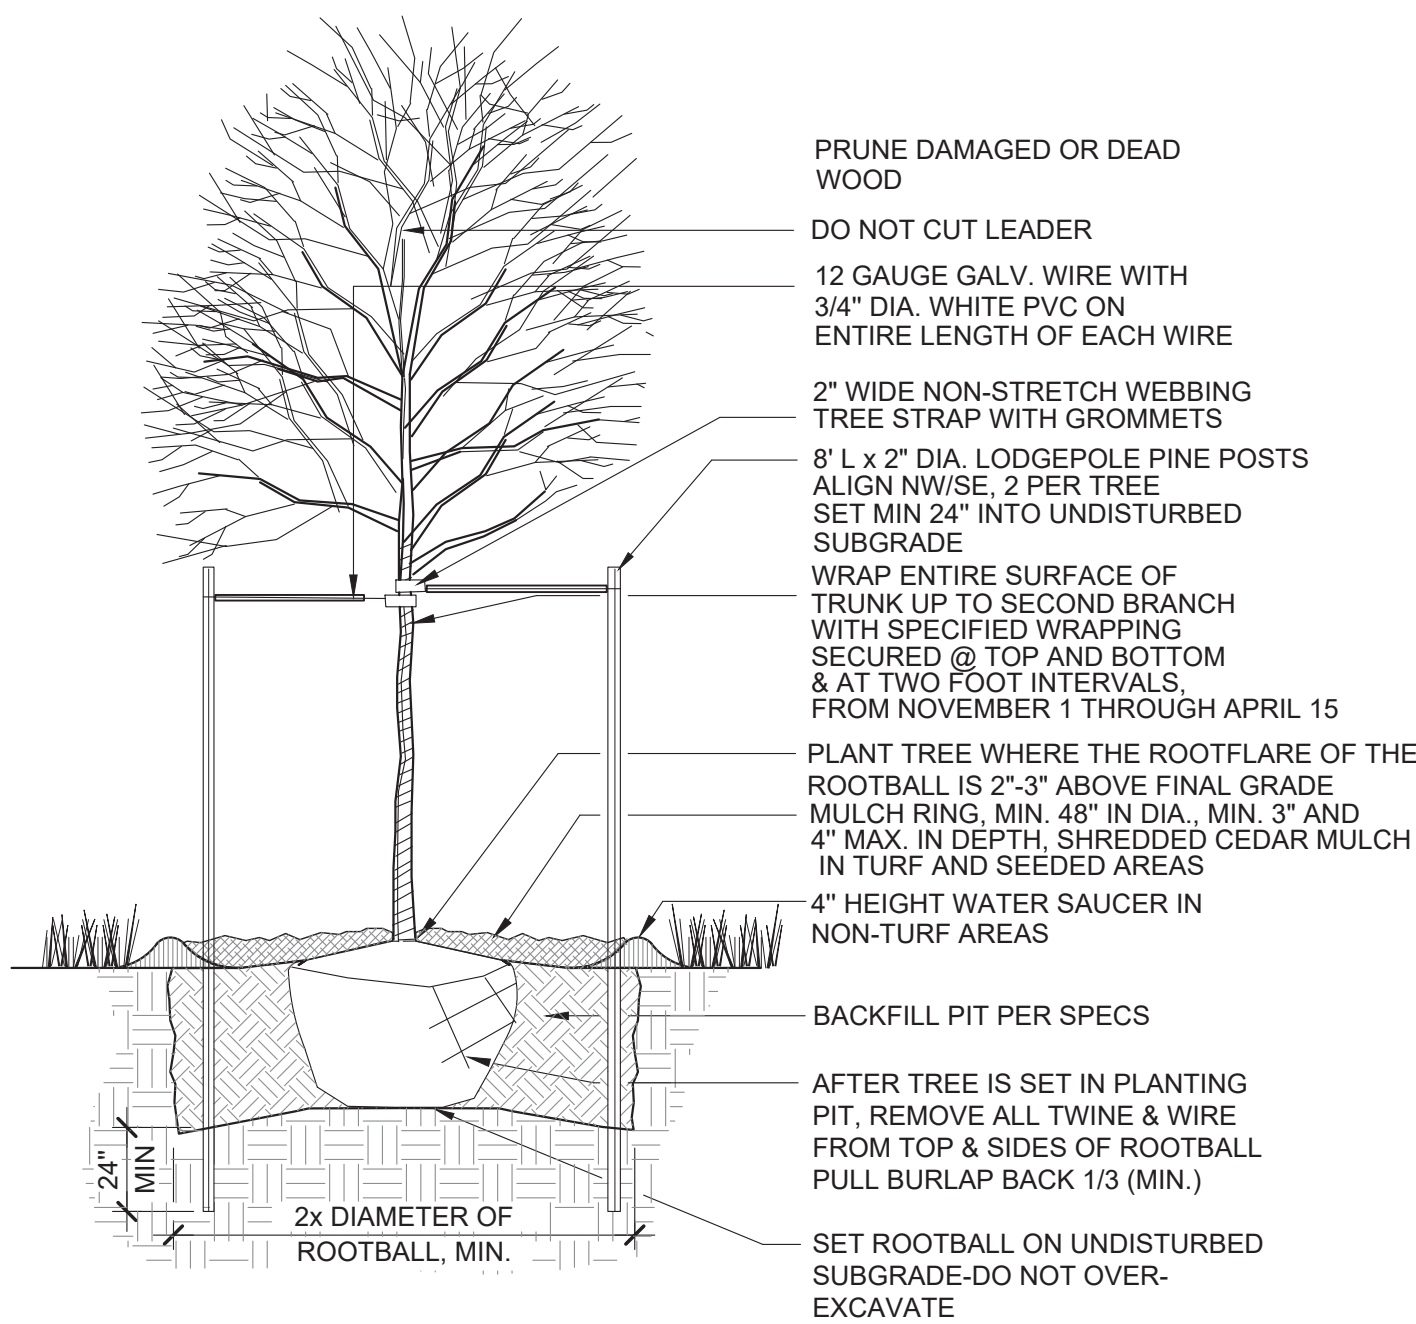 PRUNE DAMAGED OR DEAD
WOOD
DO NOT CUT LEADER
12 GAUGE GALV. WIRE WITH
3/4" DIA. WHITE PVC ON
ENTIRE LENGTH OF EACH WIRE
2" WIDE NON-STRETCH WEBBING
TREE STRAP WITH GROMMETS
8' L x 2" DIA. LODGEPOLE PINE POSTS
ALIGN NW/SE, 2 PER TREE
SET MIN 24" INTO UNDISTURBED
SUBGRADE
WRAP ENTIRE SURFACE OF
TRUNK UP TO SECOND BRANCH
WITH SPECIFIED WRAPPING
SECURED @ TOP AND BOTTOM
& AT TWO FOOT INTERVALS,
FROM NOVEMBER 1 THROUGH APRIL 15
PLANT TREE WHERE THE ROOTFLARE OF THE
ROOTBALL IS 2"-3" ABOVE FINAL GRADE
MULCH RING, MIN. 48" IN DIA., MIN. 3" AND
4" MAX. IN DEPTH, SHREDDED CEDAR MULCH
IN TURF AND SEEDED AREAS
4" HEIGHT WATER SAUCER IN
NON-TURF AREAS
BACKFILL PIT PER SPECS
AFTER TREE IS SET IN PLANTING
PIT, REMOVE ALL TWINE & WIRE
FROM TOP & SIDES OF ROOTBALL
PULL BURLAP BACK 1/3 (MIN.)
SET ROOTBALL ON UNDISTURBED
SUBGRADE-DO NOT OVER-
EXCAVATE
24"
MIN
2x DIAMETER OF
ROOTBALL, MIN.